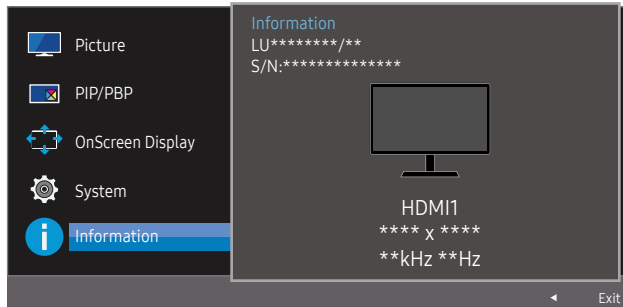 Picture
PIP/PBP
OnScreen Display
System
Information
Information
LU********/**
S/N:**************
HDMI1
**** x ****
**kHz **Hz
Exit